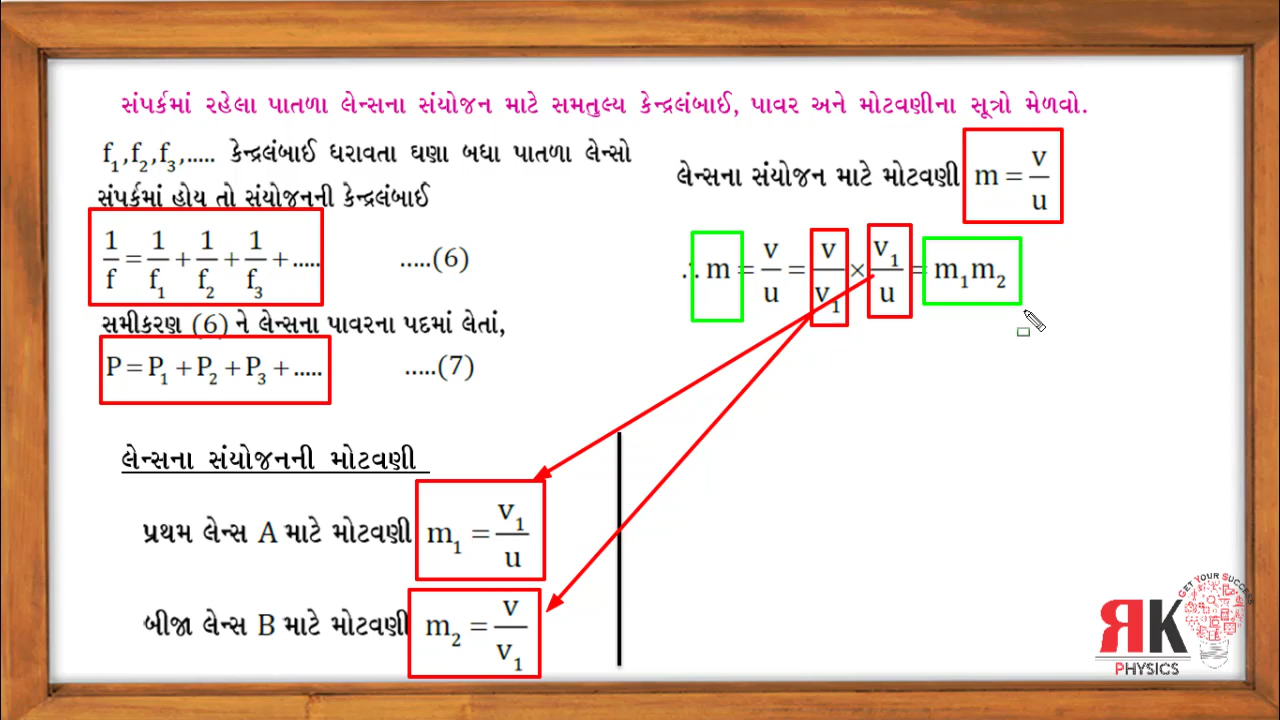 સંપર્કમાં રહેલા પાતળા લેન્સના સંયોજન માટે સમતુલ્ય કેન્દ્રલંબાઈ, પાવર અને મોટવણીના સૂત્રો મેળવો.
f₁,f₂,f₃,..... કેન્દ્રલંબાઈ ધરાવતા ઘણા બધા પાતળા લેન્સો
સંપર્કમાં હોય તો સંયોજનની કેન્દ્રલંબાઈ
1/f = 1/f₁ + 1/f₂ + 1/f₃ + ..... .....(6)
સમીકરણ (6) ને લેન્સના પાવરના પદમાં લેતાં,
P = P₁ + P₂ + P₃ + ..... .....(7)
લેન્સના સંયોજનની મોટવણી
પ્રથમ લેન્સ A માટે મોટવણી m₁ = v₁/u
બીજા લેન્સ B માટે મોટવણી m₂ = v/v₁
લેન્સના સંયોજન માટે મોટવણી m = v/u
∴ m = v/u = v/v₁ × v₁/u = m₁m₂
GET YOUR SUCCESS
RK
PHYSICS